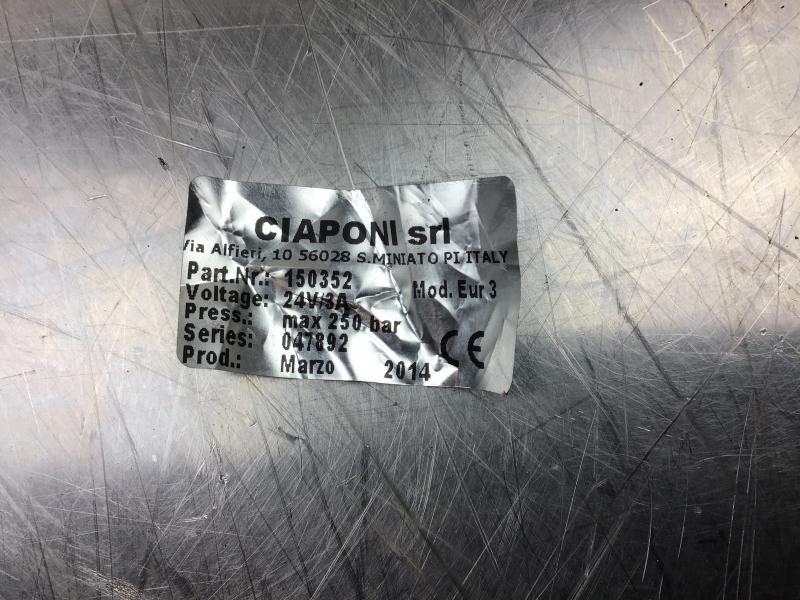 CIAPONI srl
Via Alfieri, 10 56028 S.MINIATO PI ITALY
Part.Nr.: 150352 Mod. Eur 3
Voltage: 24V/3A
Press.: max 250 bar
Series: 047892 CE
Prod.: Marzo 2014